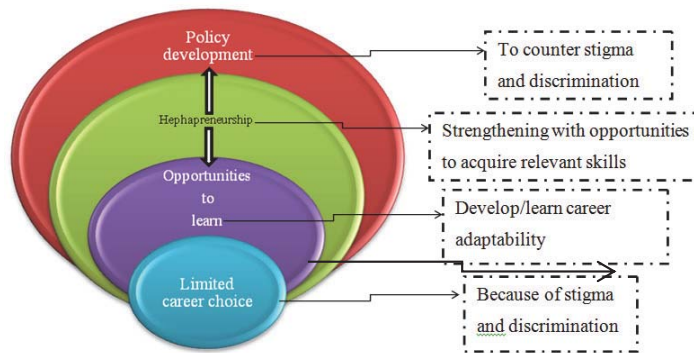 Policy
development
To counter stigma
and discrimination
Hephapreneurship
Strengthening with opportunities
to acquire relevant skills
Opportunities
to
learn
Develop/learn career
adaptability
Limited
career choice
Because of stigma
and discrimination